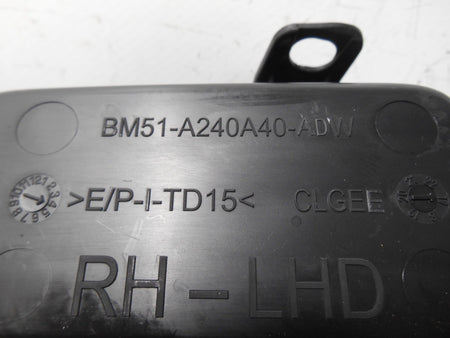 BM51-A240A40-ADW
>E/P-I-TD15< CLGEE
RH-LHD